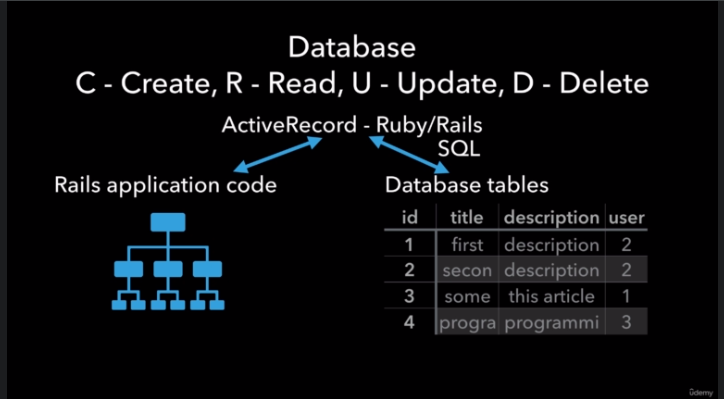 Database
C - Create, R - Read, U - Update, D - Delete
ActiveRecord - Ruby/Rails
SQL
Rails application code
Database tables
id title description user
1 first description 2
2 secon description 2
3 some this article 1
4 progra programmi 3
ûdemy